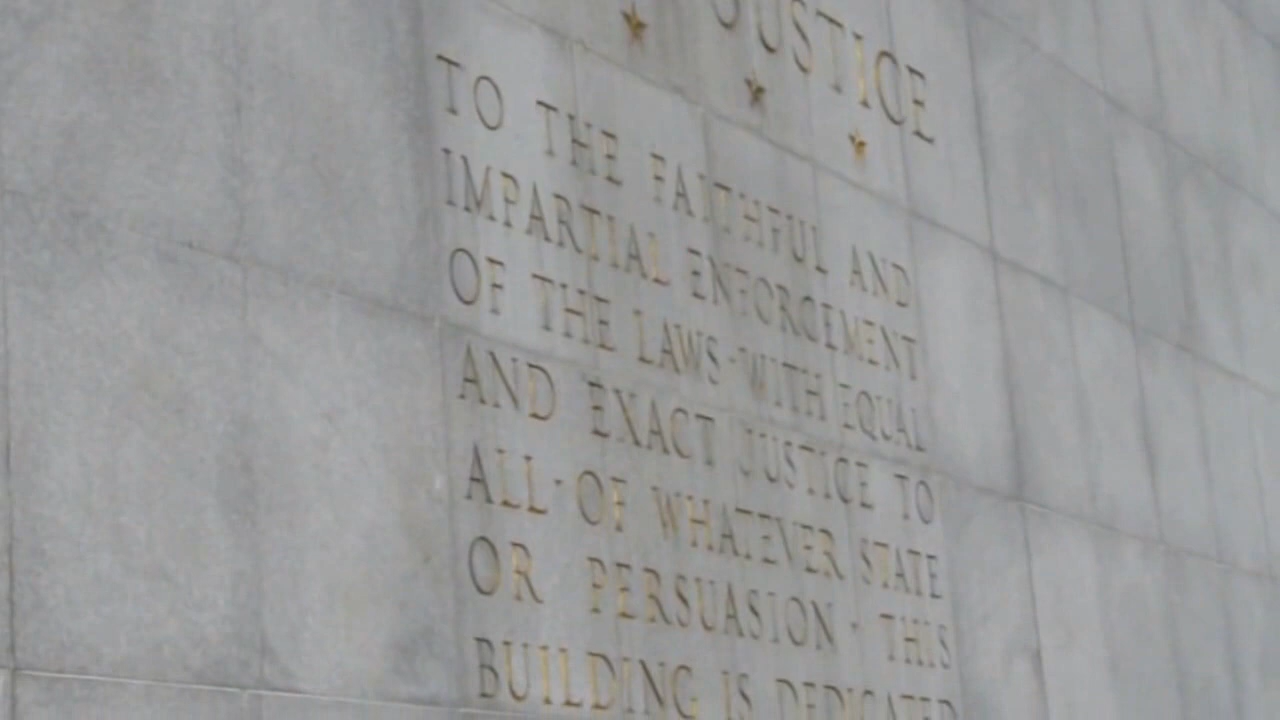 JUSTICE
TO THE FAITHFUL AND
IMPARTIAL ENFORCEMENT
OF THE LAWS · WITH EQUAL
AND EXACT JUSTICE TO
ALL · OF WHATEVER STATE
OR PERSUASION · THIS
BUILDING IS DEDICATED